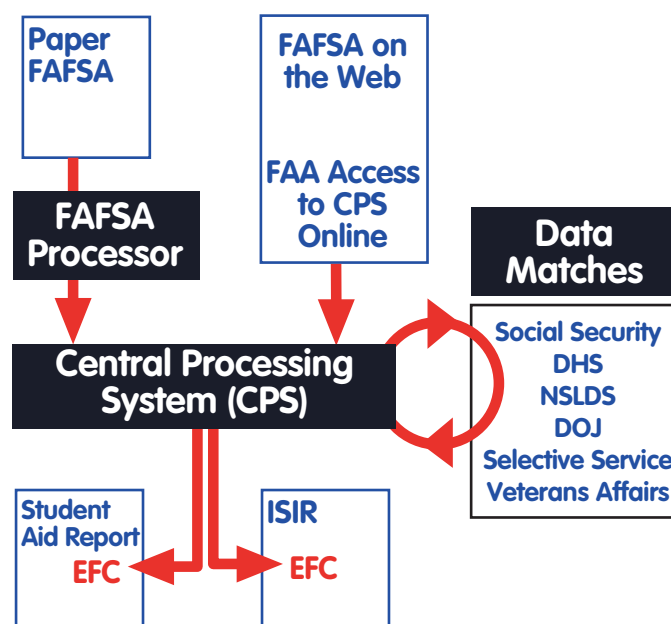 Paper
FAFSA
FAFSA on
the Web
FAA Access
to CPS
Online
FAFSA
Processor
Data
Matches
Social Security
DHS
NSLDS
DOJ
Selective Service
Veterans Affairs
Central Processing
System (CPS)
Student
Aid Report
EFC
ISIR
EFC